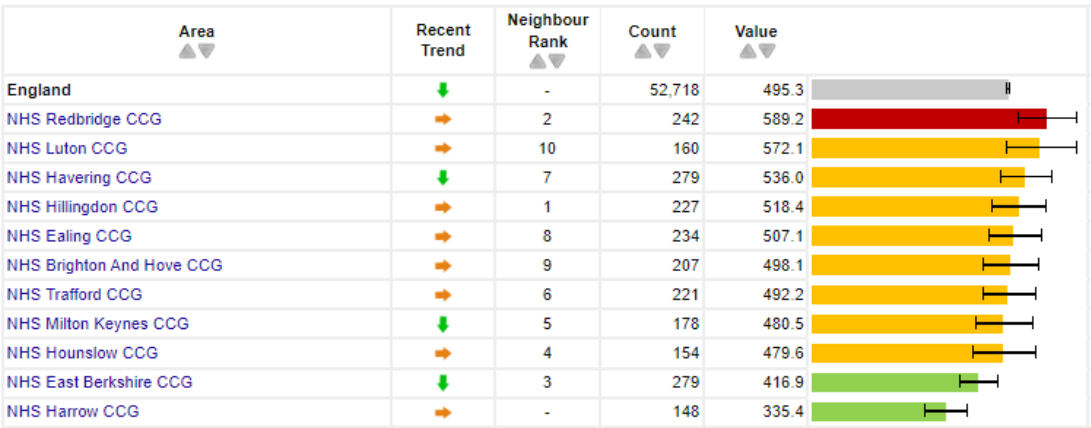 Area Recent Trend Neighbour Rank Count Value
England - 52,718 495.3
NHS Redbridge CCG 2 242 589.2
NHS Luton CCG 10 160 572.1
NHS Havering CCG 7 279 536.0
NHS Hillingdon CCG 1 227 518.4
NHS Ealing CCG 8 234 507.1
NHS Brighton And Hove CCG 9 207 498.1
NHS Trafford CCG 6 221 492.2
NHS Milton Keynes CCG 5 178 480.5
NHS Hounslow CCG 4 154 479.6
NHS East Berkshire CCG 3 279 416.9
NHS Harrow CCG - 148 335.4